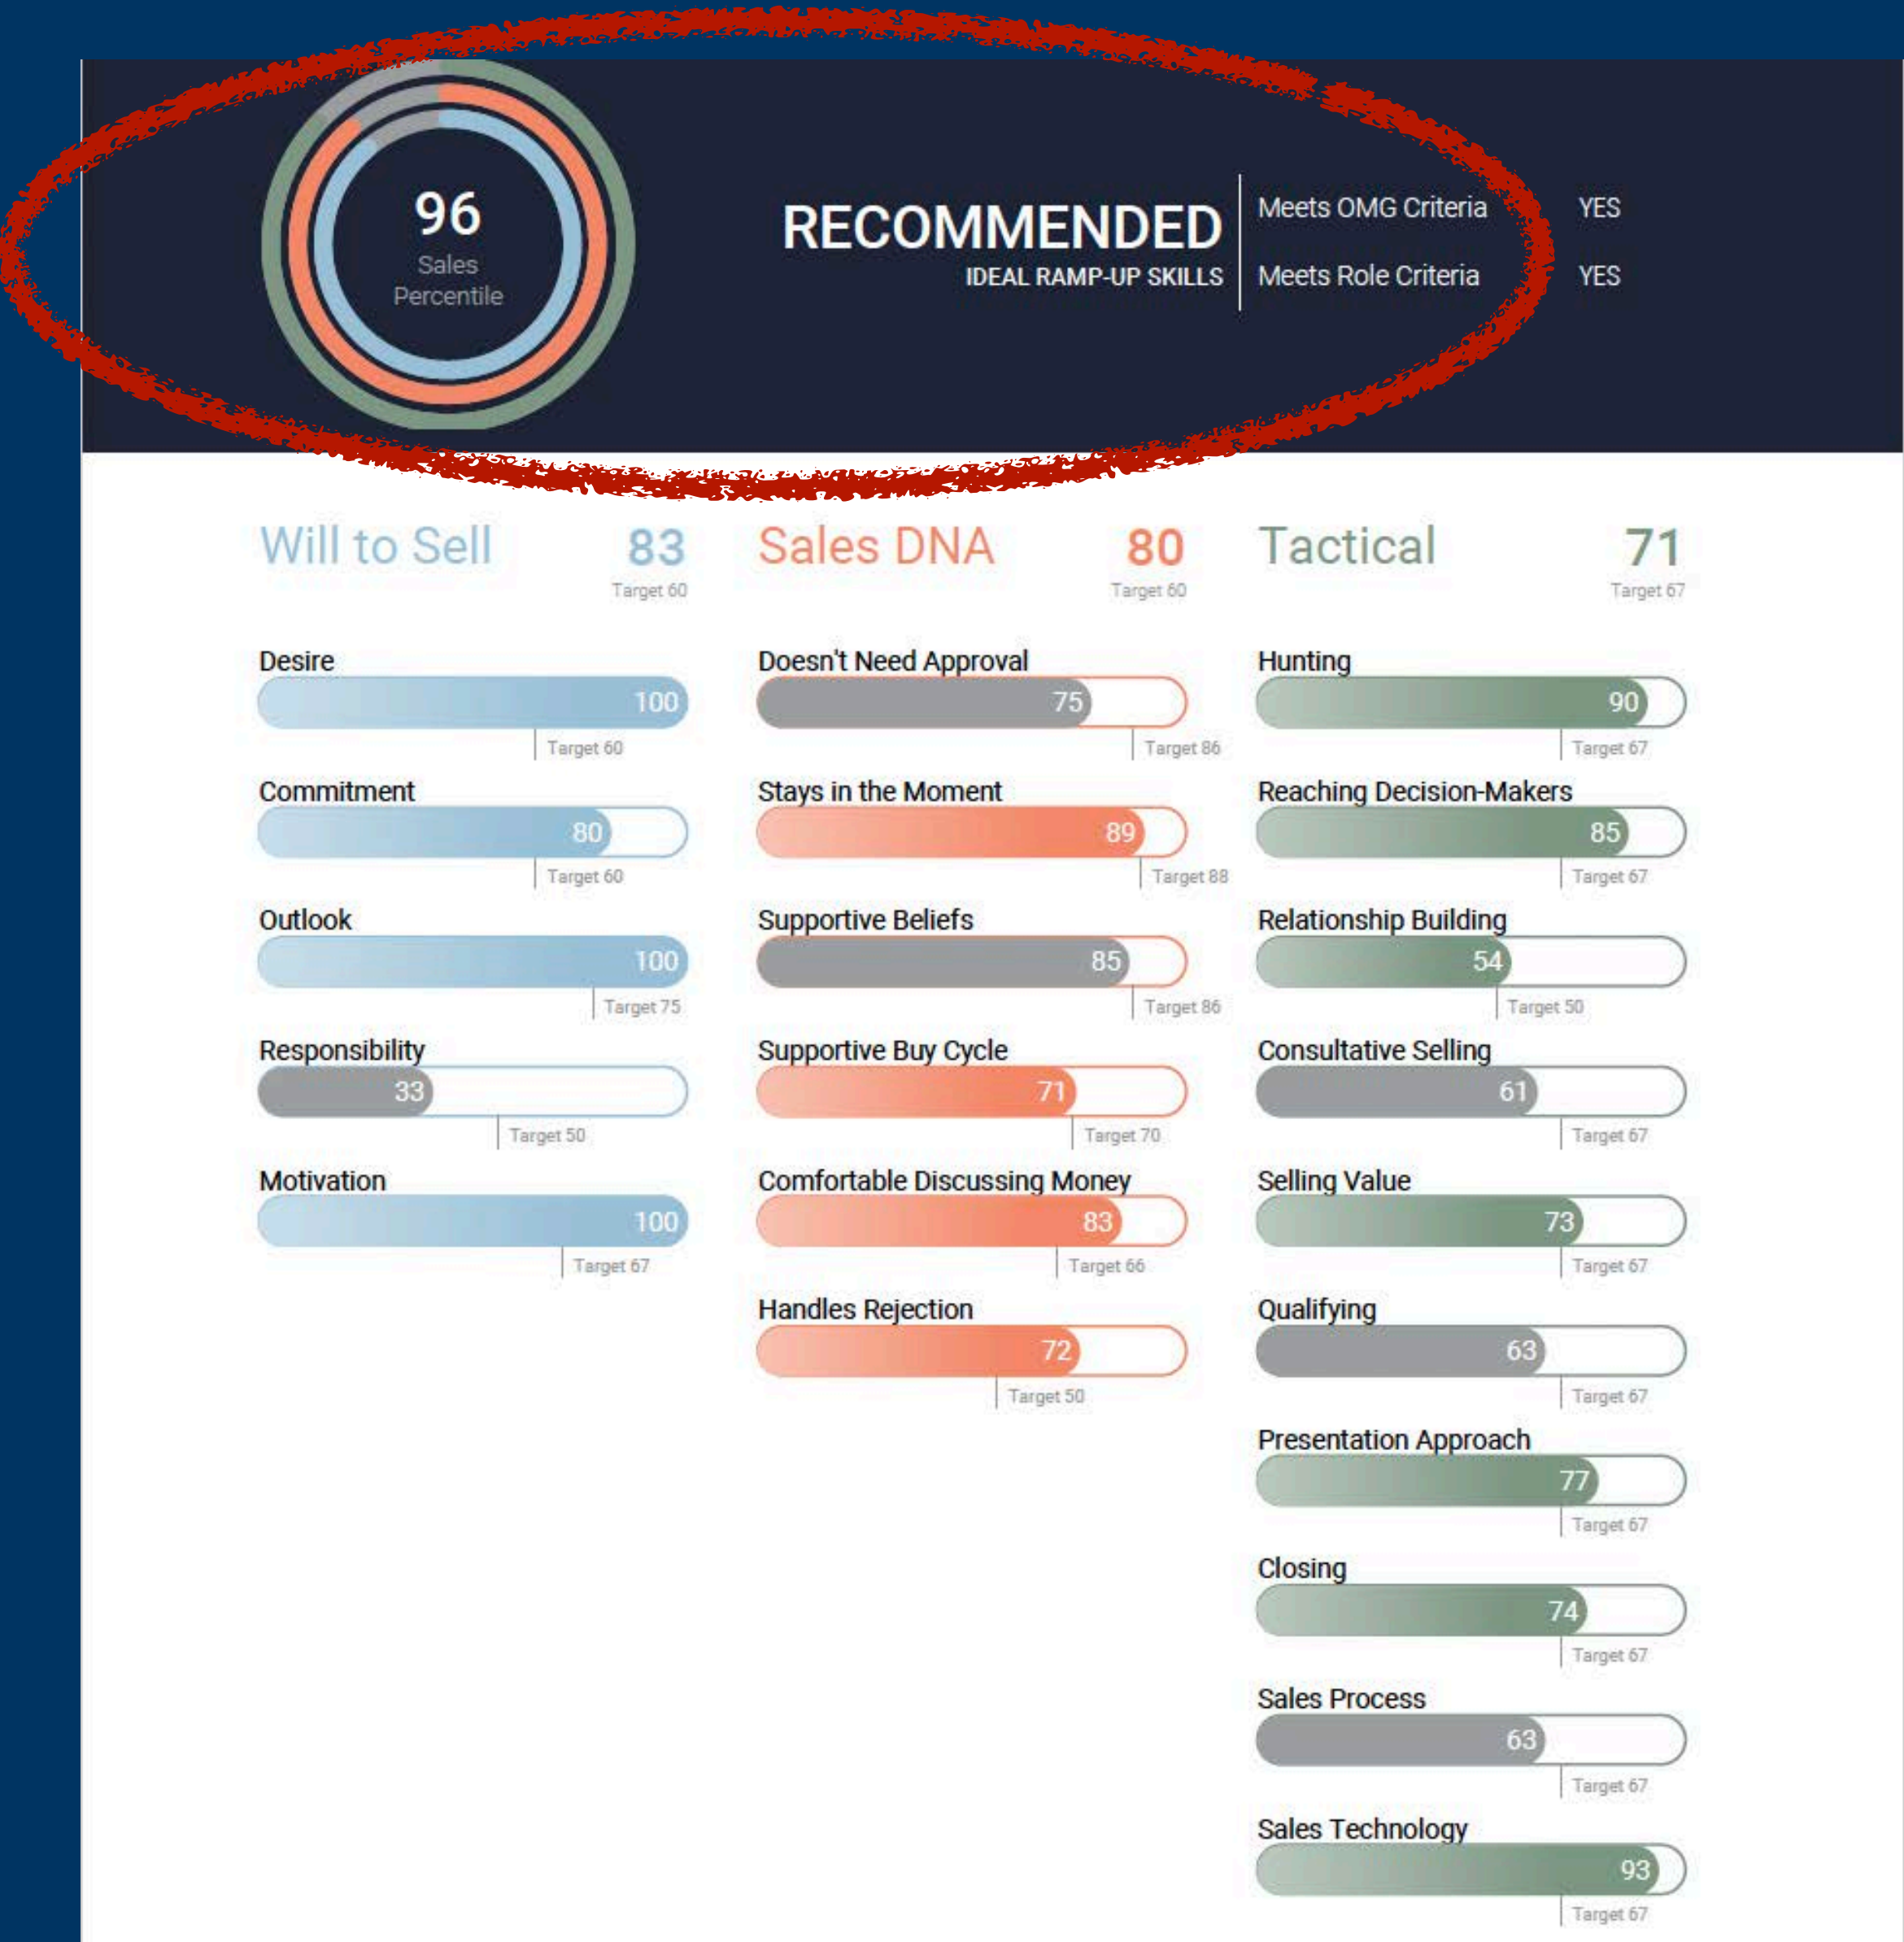 96
Sales
Percentile
RECOMMENDED
IDEAL RAMP-UP SKILLS
Meets OMG Criteria YES
Meets Role Criteria YES
Will to Sell 83
Target 60
Desire
100
Target 60
Commitment
80
Target 60
Outlook
100
Target 75
Responsibility
33
Target 50
Motivation
100
Target 67
Sales DNA 80
Target 60
Doesn't Need Approval
75
Target 86
Stays in the Moment
89
Target 88
Supportive Beliefs
85
Target 86
Supportive Buy Cycle
71
Target 70
Comfortable Discussing Money
83
Target 66
Handles Rejection
72
Target 50
Tactical 71
Target 67
Hunting
90
Target 67
Reaching Decision-Makers
85
Target 67
Relationship Building
54
Target 50
Consultative Selling
61
Target 67
Selling Value
73
Target 67
Qualifying
63
Target 67
Presentation Approach
77
Target 67
Closing
74
Target 67
Sales Process
63
Target 67
Sales Technology
93
Target 67